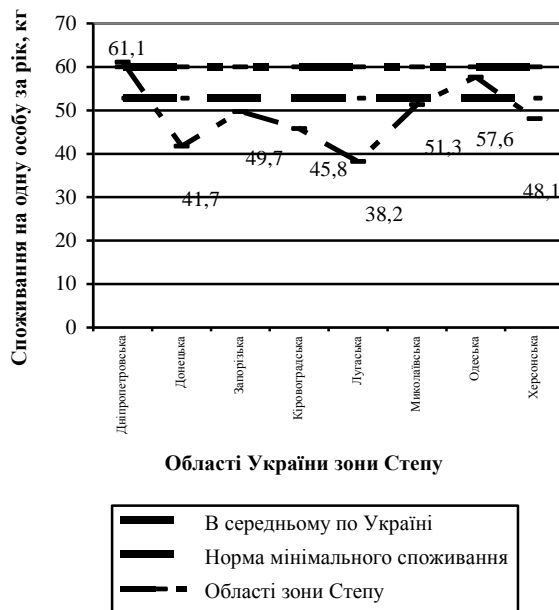 Споживання на одну особу за рік, кг
70
60
50
40
30
20
10
0
61,1
41,7
49,7
45,8
38,2
51,3
57,6
48,1
Дніпропетровська
Донецька
Запорізька
Кіровоградська
Лугаська
Миколаївська
Одеська
Херсонська
Області України зони Степу
В середньому по Україні
Норма мінімального споживання
Області зони Степу